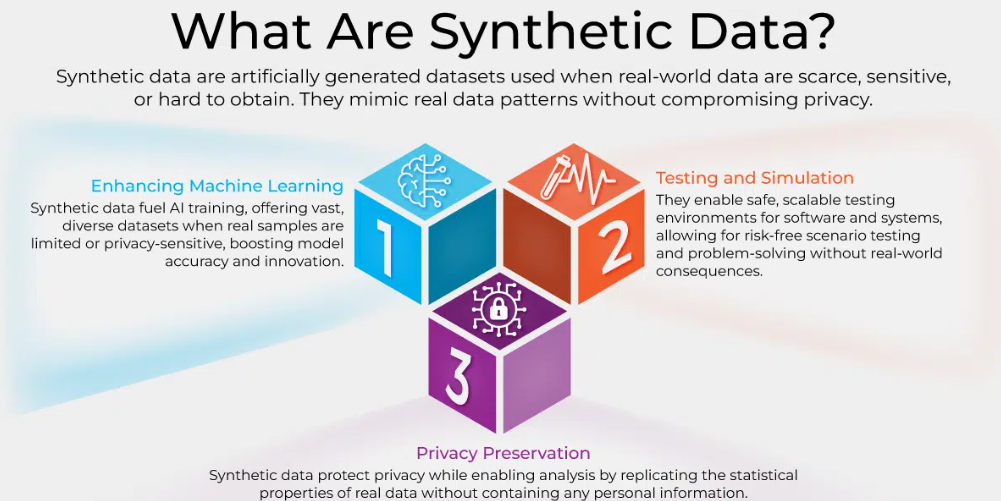 What Are Synthetic Data?
Synthetic data are artificially generated datasets used when real-world data are scarce, sensitive,
or hard to obtain. They mimic real data patterns without compromising privacy.
Enhancing Machine Learning
Synthetic data fuel AI training, offering vast,
diverse datasets when real samples are
limited or privacy-sensitive, boosting model
accuracy and innovation.
1
Testing and Simulation
They enable safe, scalable testing
environments for software and systems,
allowing for risk-free scenario testing
and problem-solving without real-world
consequences.
2
3
Privacy Preservation
Synthetic data protect privacy while enabling analysis by replicating the statistical
properties of real data without containing any personal information.